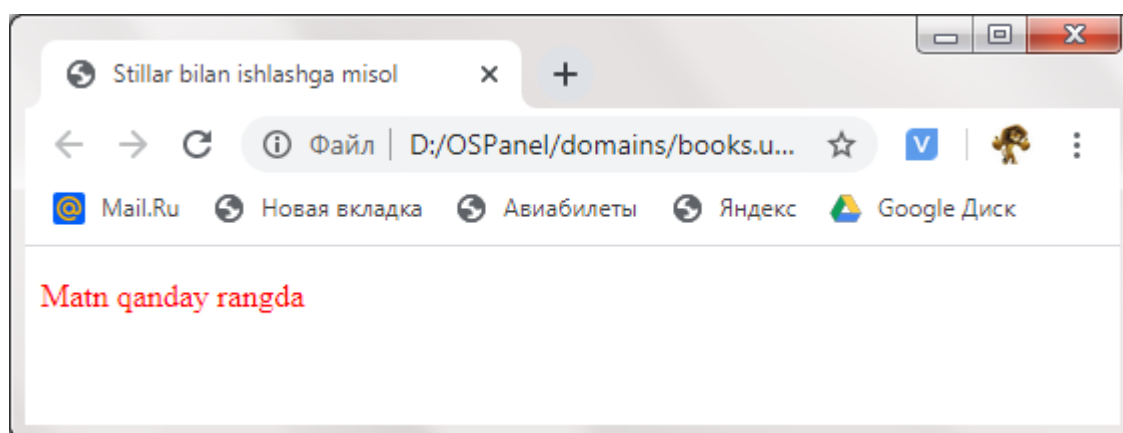 Stillar bilan ishlashga misol
Файл | D:/OSPanel/domains/books.u...
V
@ Mail.Ru Новая вкладка Авиабилеты Яндекс Google Диск
Matn qanday rangda